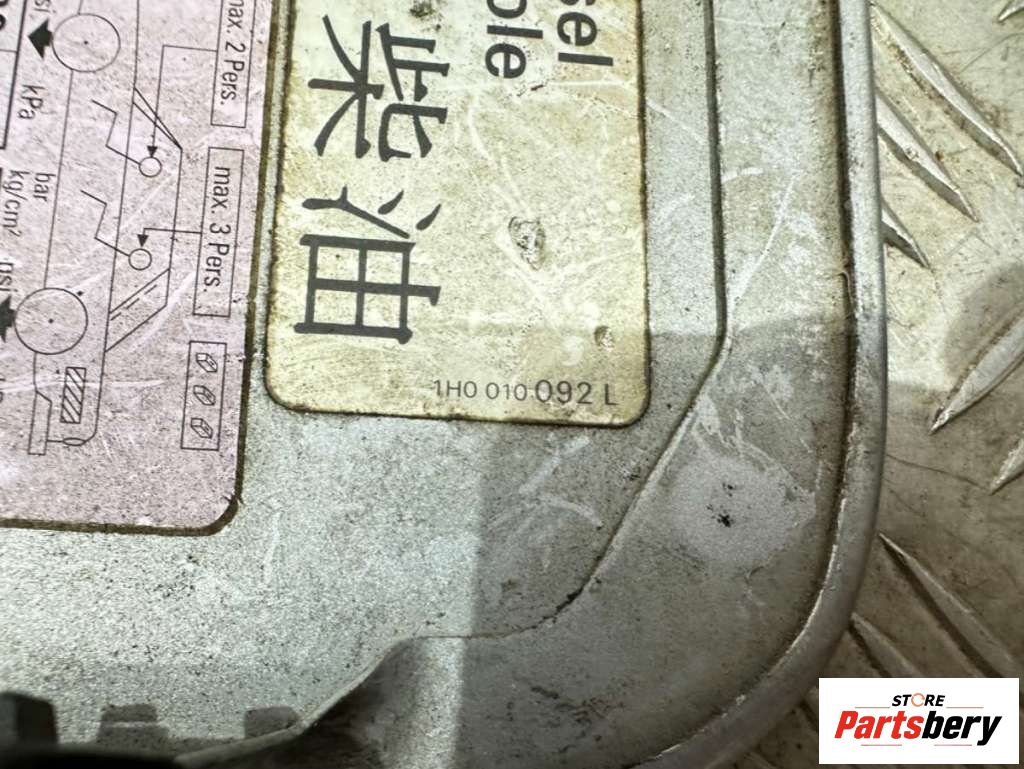 max. 2 Pers.
max. 3 Pers.
kPa
bar
kg/cm²
psi
sel
ole
柴油
1H0 010 092 L
STORE
Partsbery